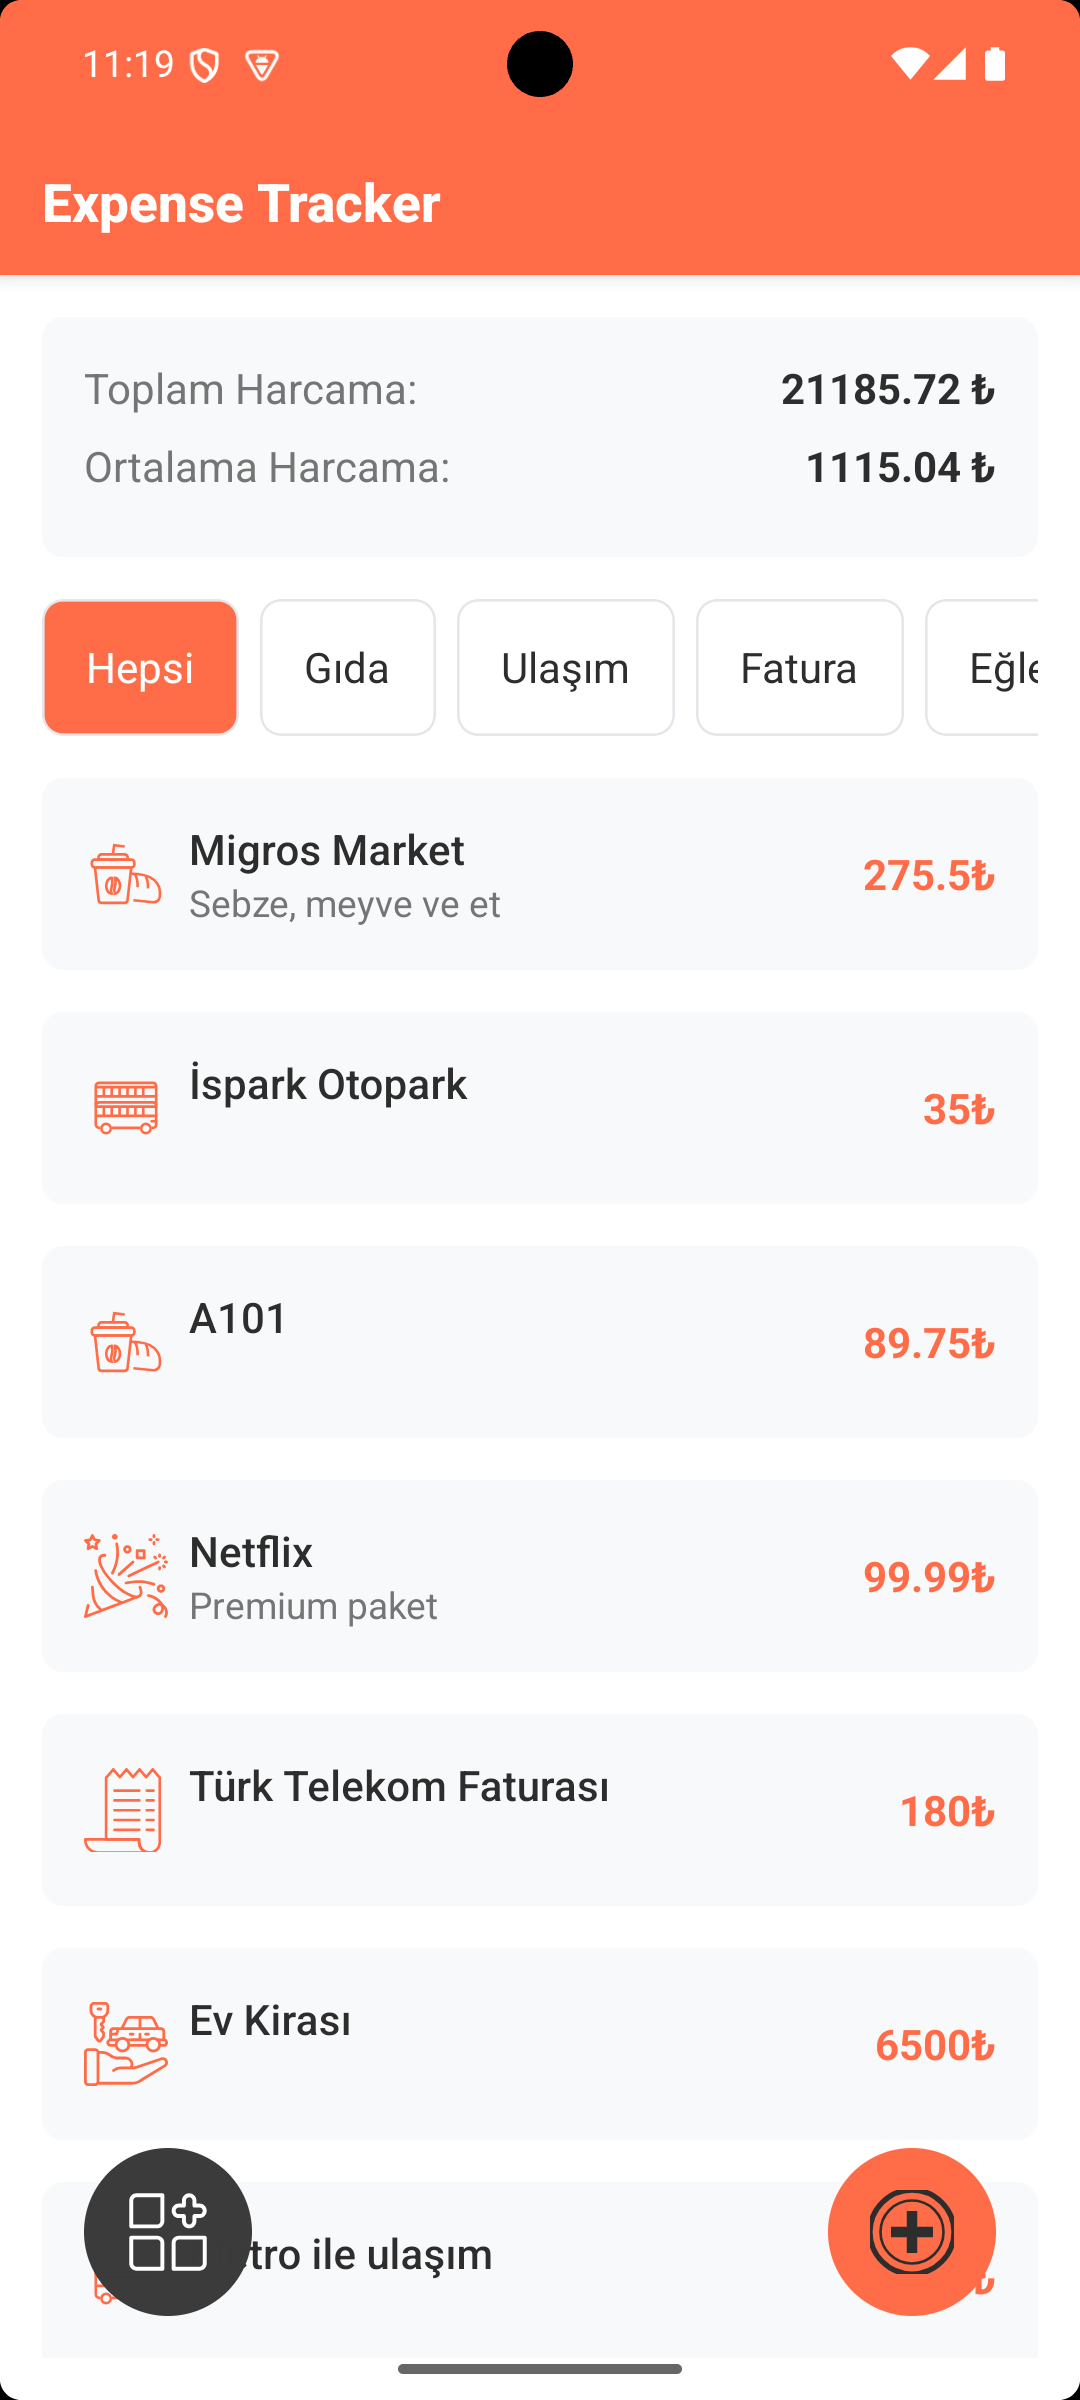 11:19
Expense Tracker
Toplam Harcama: 21185.72 ₺
Ortalama Harcama: 1115.04 ₺
Hepsi Gıda Ulaşım Fatura Eğle
Migros Market
Sebze, meyve ve et
275.5₺
İspark Otopark
35₺
A101
89.75₺
Netflix
Premium paket
99.99₺
Türk Telekom Faturası
180₺
Ev Kirası
6500₺
tro ile ulaşım
₺